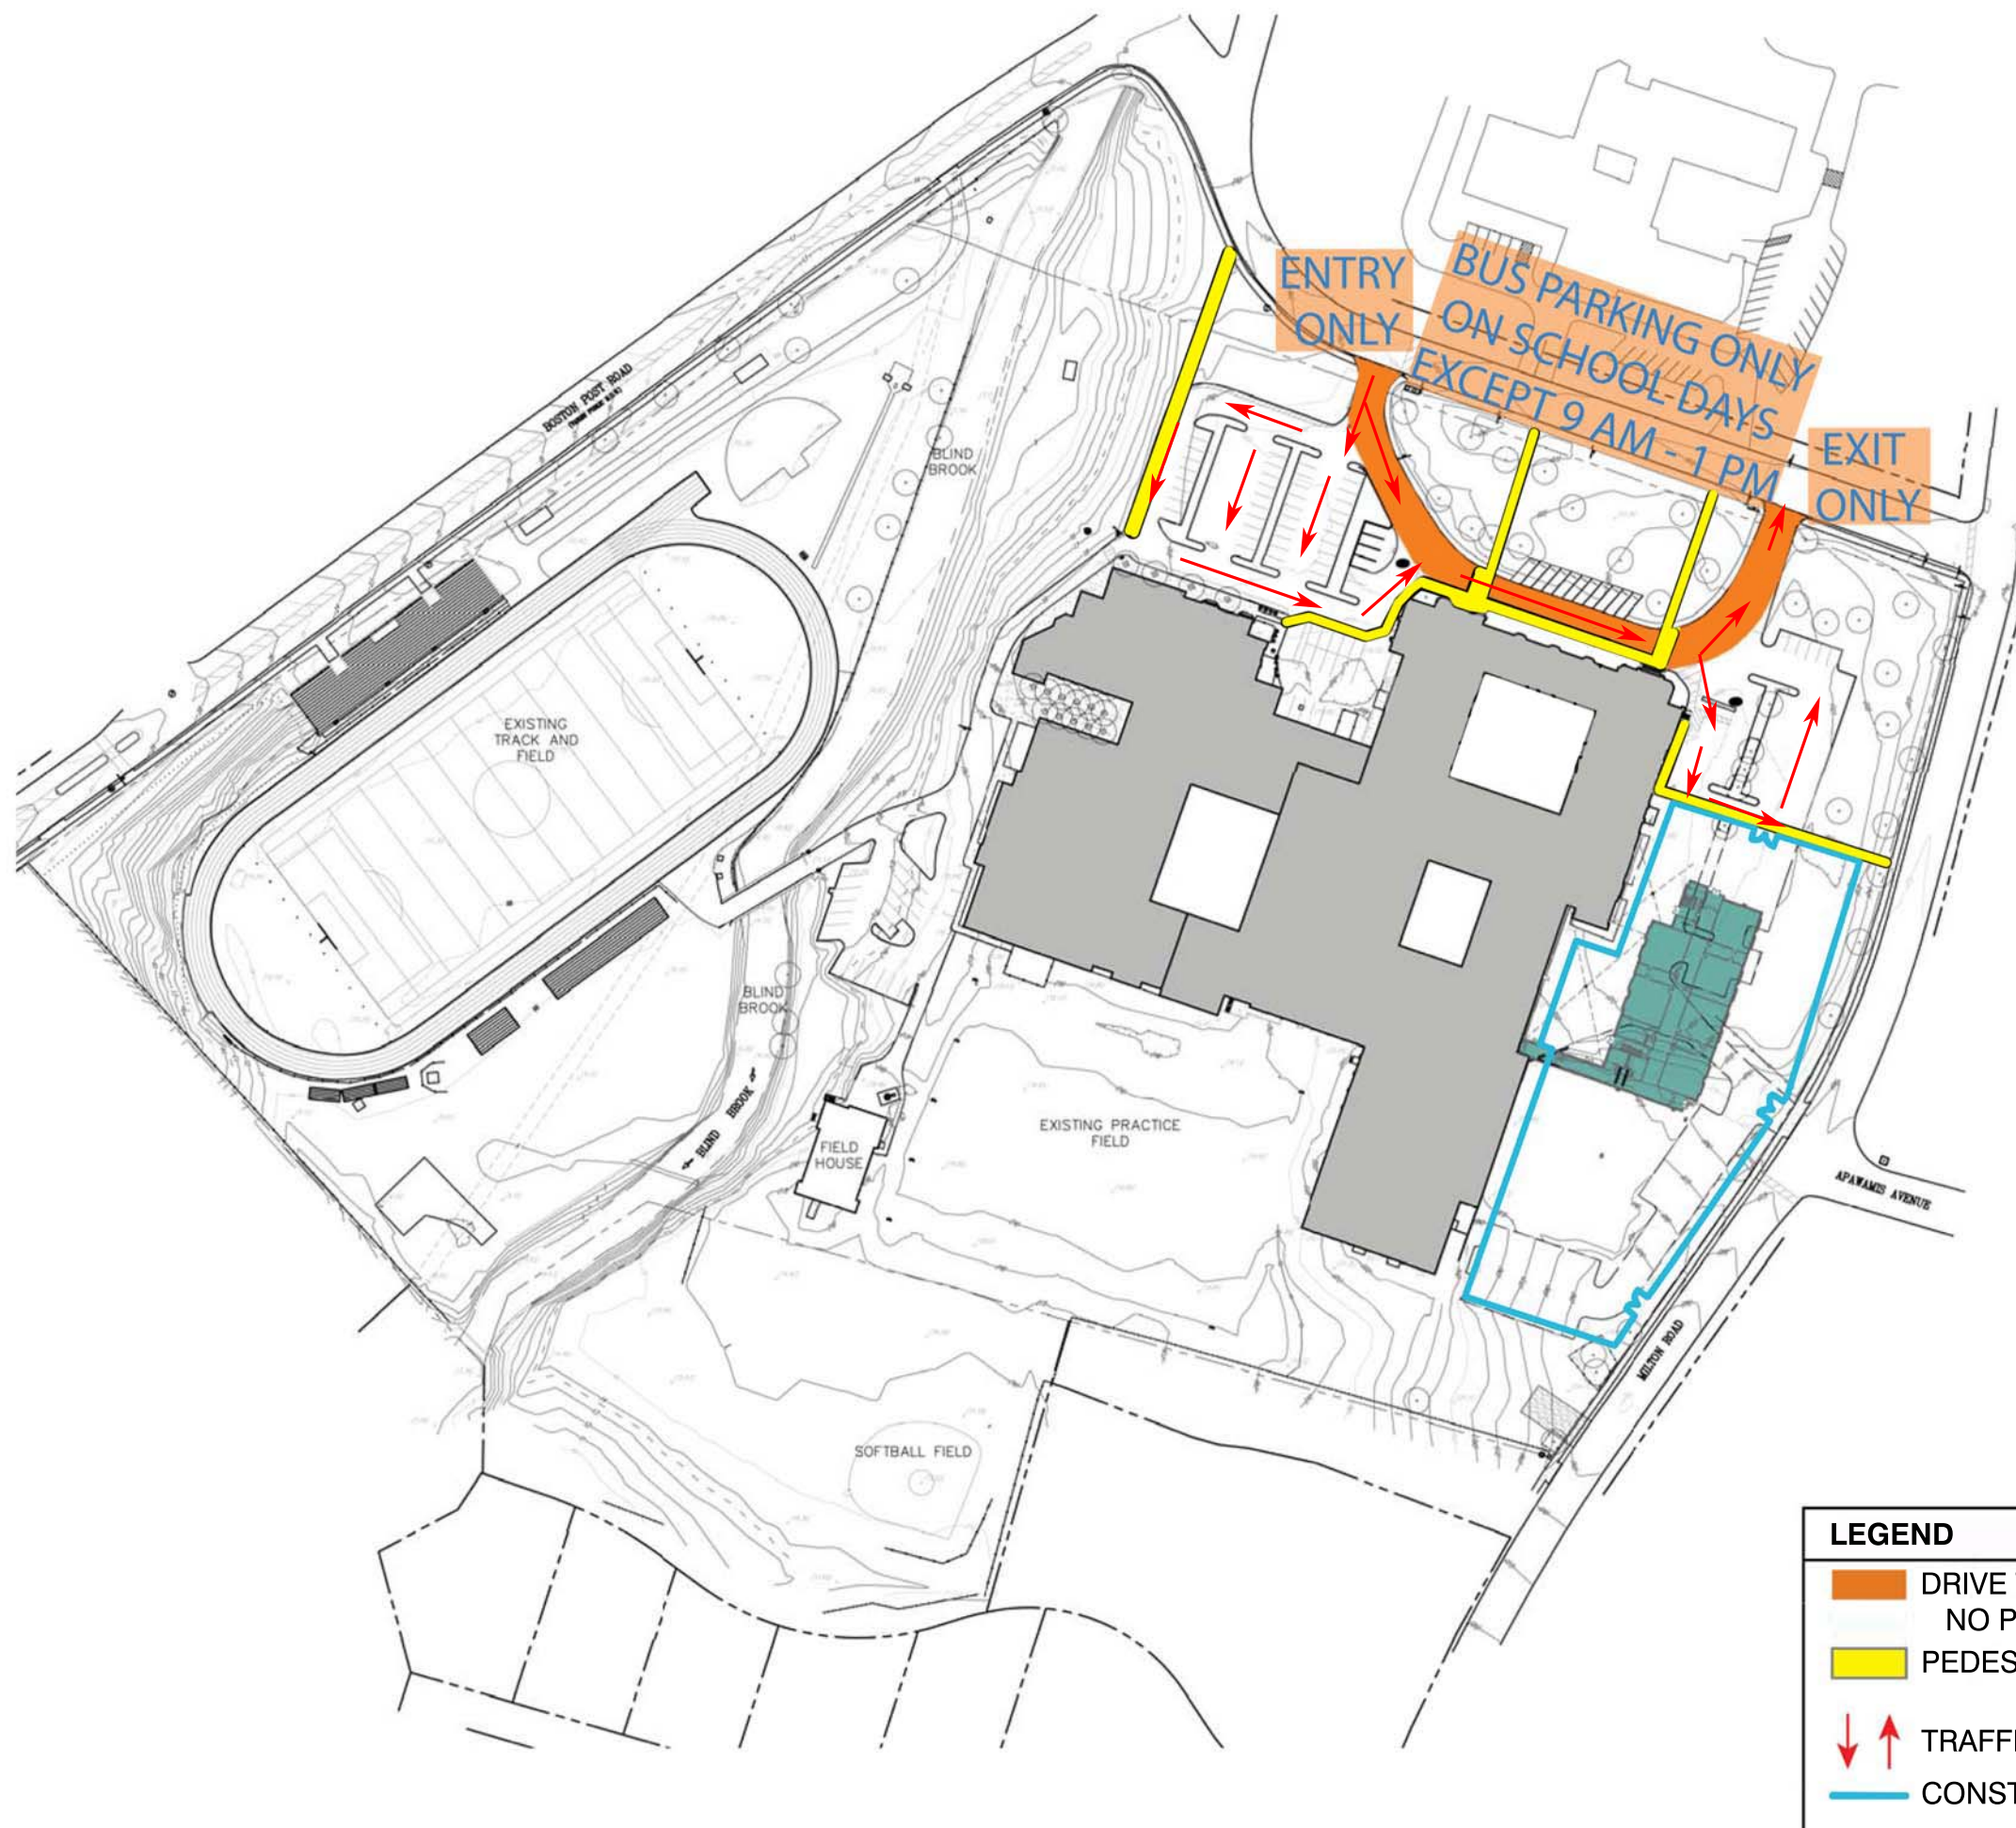 ENTRY
ONLY
BUS PARKING ONLY
ON SCHOOL DAYS
EXCEPT 9 AM - 1 PM
EXIT
ONLY
BOSTON POST ROAD
BLIND
BROOK
EXISTING
TRACK AND
FIELD
BLIND
BROOK
BLIND BROOK
FIELD
HOUSE
EXISTING PRACTICE
FIELD
APAWAMIS AVENUE
MILTON ROAD
SOFTBALL FIELD
LEGEND
DRIVE
NO P
PEDES
TRAFF
CONST